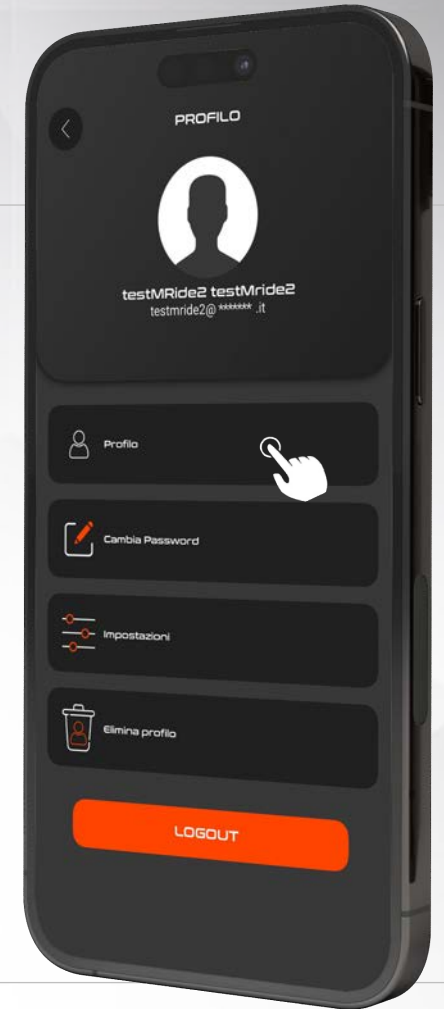 PROFILO
testMRide2 testMride2
testmride2@ ******* .it
Profilo
Cambia Password
Impostazioni
Elimina profilo
LOGOUT